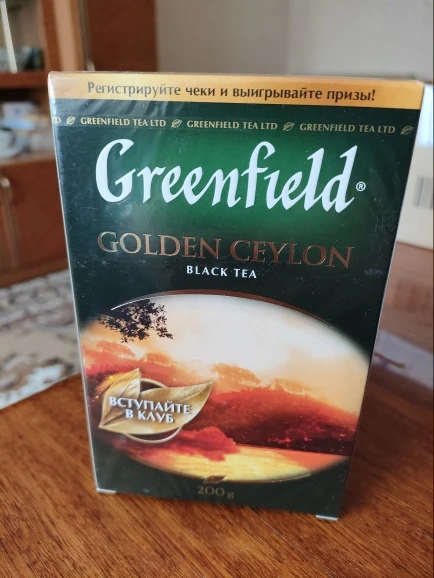 Регистрируйте чеки и выигрывайте призы!
D GREENFIELD TEA LTD GREENFIELD TEA LTD GREENFIELD TEA LTD
Greenfield®
GOLDEN CEYLON
BLACK TEA
ВСТУПАЙТЕ
В КЛУБ
200 g